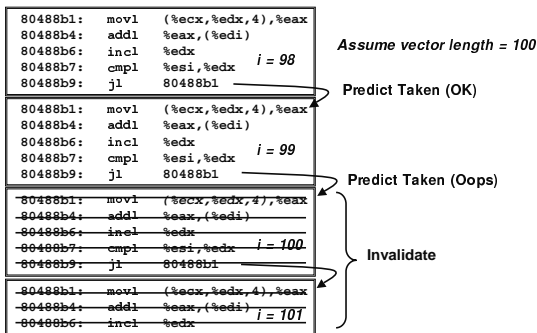 80488b1: movl (%ecx,%edx,4),%eax
80488b4: addl %eax,(%edi)
80488b6: incl %edx
80488b7: cmpl %esi,%edx
80488b9: jl 80488b1
i = 98
Assume vector length = 100
Predict Taken (OK)
80488b1: movl (%ecx,%edx,4),%eax
80488b4: addl %eax,(%edi)
80488b6: incl %edx
80488b7: cmpl %esi,%edx
80488b9: jl 80488b1
i = 99
Predict Taken (Oops)
80488b1: movl (%ecx,%edx,4),%eax
80488b4: addl %eax,(%edi)
80488b6: incl %edx
80488b7: cmpl %esi,%edx
80488b9: jl 80488b1
i = 100
Invalidate
80488b1: movl (%ecx,%edx,4),%eax
80488b4: addl %eax,(%edi)
80488b6: incl %edx
i = 101